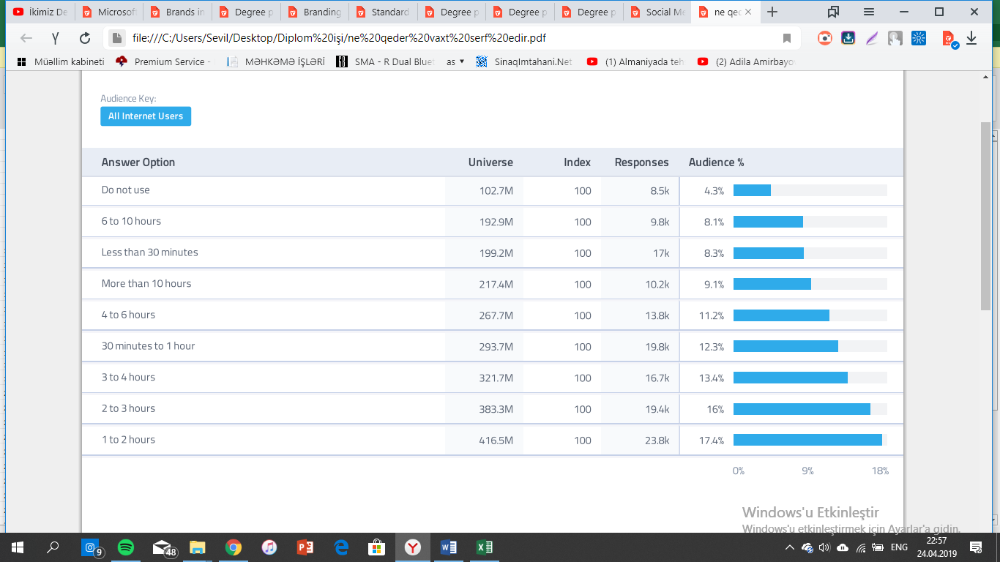 İkimiz De
Microsoft
Brands in
Degree p
Branding
Standard
Degree p
Degree p
Degree p
Social Me
ne qed
file:///C:/Users/Sevil/Desktop/Diplom%20işi/ne%20qeder%20vaxt%20serf%20edir.pdf
Müəllim kabineti
Premium Service -
MƏHKƏMƏ İŞLƏRİ
SMA - R Dual Bluet
as
SinaqImtahani.Net
(1) Almaniyada teh
(2) Adila Amirbayo
Audience Key:
All Internet Users
Answer Option Universe Index Responses Audience %
Do not use 102.7M 100 8.5k 4.3%
6 to 10 hours 192.9M 100 9.8k 8.1%
Less than 30 minutes 199.2M 100 17k 8.3%
More than 10 hours 217.4M 100 10.2k 9.1%
4 to 6 hours 267.7M 100 13.8k 11.2%
30 minutes to 1 hour 293.7M 100 19.8k 12.3%
3 to 4 hours 321.7M 100 16.7k 13.4%
2 to 3 hours 383.3M 100 19.4k 16%
1 to 2 hours 416.5M 100 23.8k 17.4%
0% 9% 18%
Windows'u Etkinleştir
Windows'u etkinleştirmek için Ayarlar'a gidin.
9
48
ENG
22:57
24.04.2019